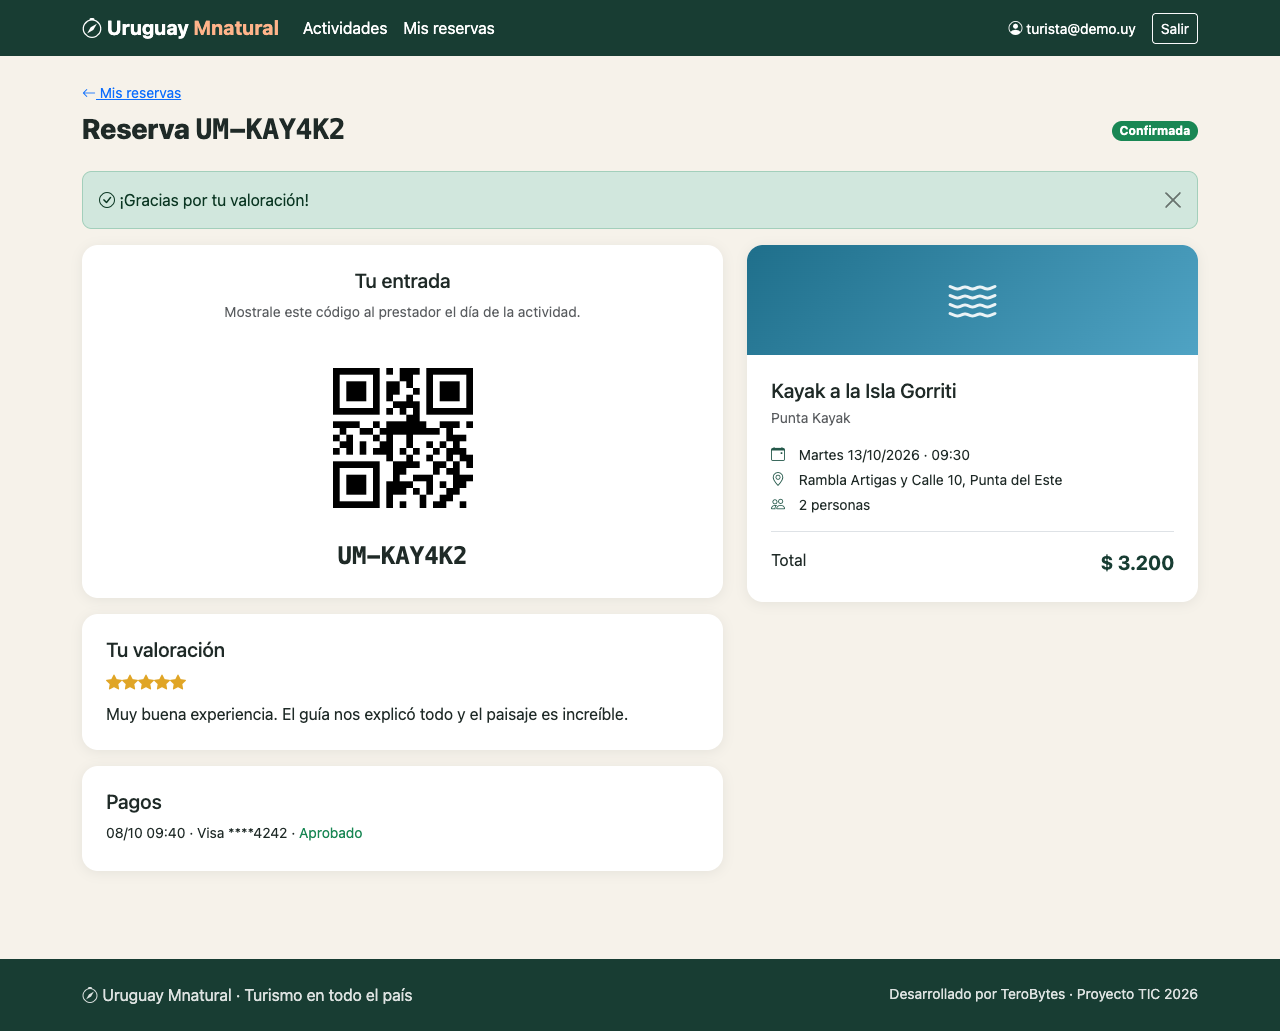 Uruguay Mnatural Actividades Mis reservas turista@demo.uy Salir
← Mis reservas
Reserva UM-KAY4K2 Confirmada
¡Gracias por tu valoración!
Tu entrada
Mostrale este código al prestador el día de la actividad.
UM-KAY4K2
Kayak a la Isla Gorriti
Punta Kayak
Martes 13/10/2026 · 09:30
Rambla Artigas y Calle 10, Punta del Este
2 personas
Total $ 3.200
Tu valoración
Muy buena experiencia. El guía nos explicó todo y el paisaje es increíble.
Pagos
08/10 09:40 · Visa ****4242 · Aprobado
Uruguay Mnatural · Turismo en todo el país
Desarrollado por TeroBytes · Proyecto TIC 2026